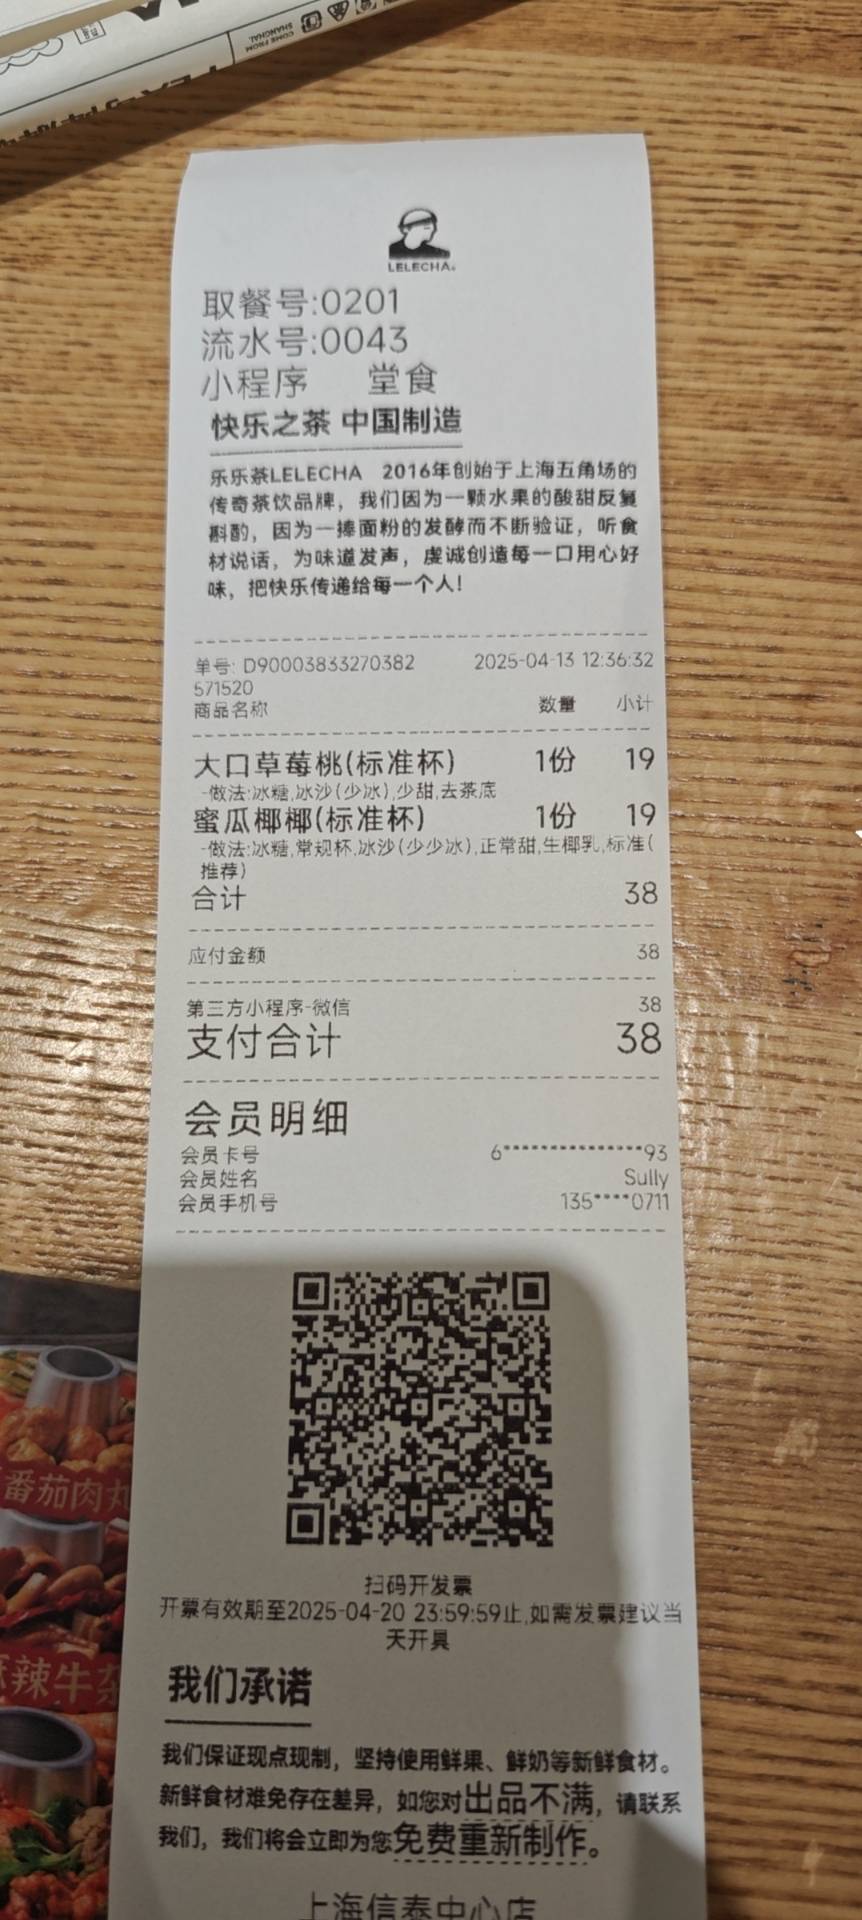 COME FROM
SHANGHAI,
LELECHA.
取餐号:0201
流水号:0043
小程序 堂食
快乐之茶 中国制造
乐乐茶LELECHA 2016年创始于上海五角场的
传奇茶饮品牌，我们因为一颗水果的酸甜反复
斟酌，因为一捧面粉的发酵而不断验证，听食
材说话，为味道发声，虔诚创造每一口用心好
味，把快乐传递给每一个人!
单号: D90003833270382 2025-04-13 12:36:32
571520
商品名称 数量 小计
大口草莓桃(标准杯) 1份 19
-做法:冰糖,冰沙(少冰),少甜,去茶底
蜜瓜椰椰(标准杯) 1份 19
-做法:冰糖,常规杯,冰沙(少少冰),正常甜,生椰乳,标准(
推荐)
合计 38
应付金额 38
第三方小程序-微信 38
支付合计 38
会员明细
会员卡号 6****************93
会员姓名 Sully
会员手机号 135****0711
扫码开发票
开票有效期至2025-04-20 23:59:59止,如需发票建议当
天开具
我们承诺
我们保证现点现制，坚持使用鲜果、鲜奶等新鲜食材。
新鲜食材难免存在差异，如您对出品不满，请联系
我们，我们将会立即为您免费重新制作。
上海信泰中心店
番茄肉丸
辣牛杂